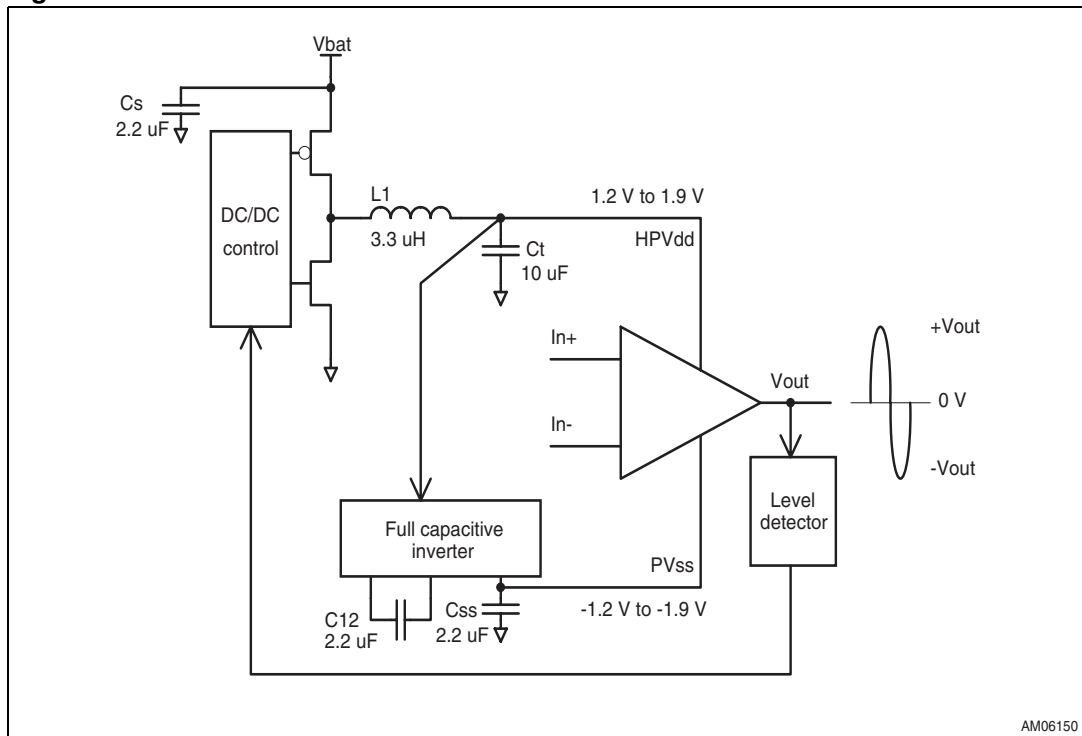 Vbat
Cs
2.2 uF
DC/DC
control
L1
3.3 uH
1.2 V to 1.9 V
HPVdd
Ct
10 uF
In+
In-
Vout
+Vout
0 V
-Vout
Level
detector
Full capacitive
inverter
PVss
-1.2 V to -1.9 V
C12
2.2 uF
Css
2.2 uF
AM06150